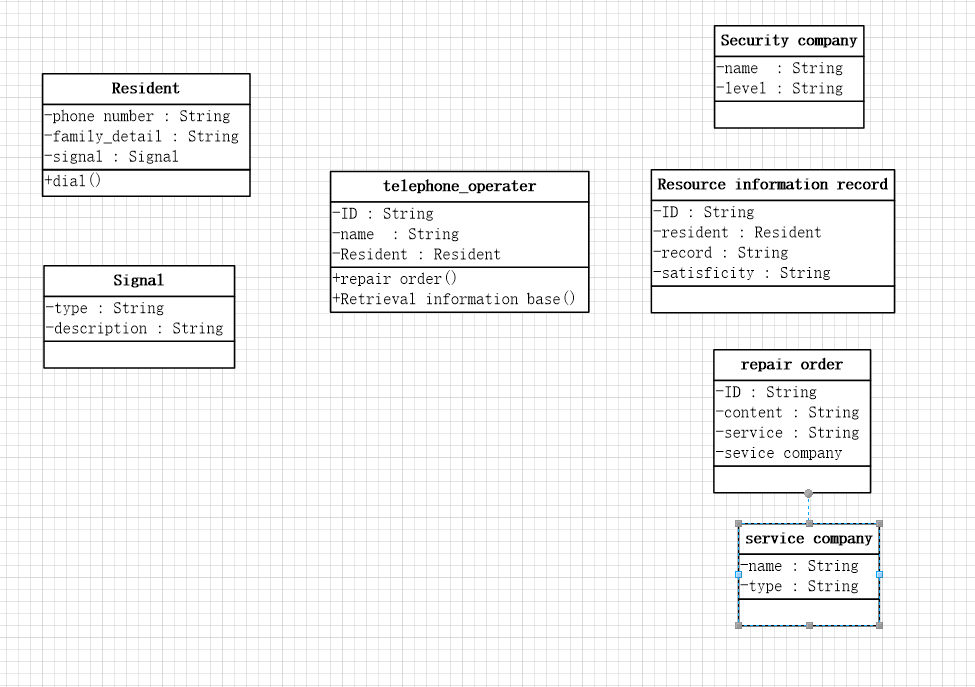 Security company
-name  : String
-level : String
Resident
-phone number : String
-family_detail : String
-signal : Signal
+dial()
telephone_operater
-ID : String
-name  : String
-Resident : Resident
+repair order()
+Retrieval information base()
Resource information record
-ID : String
-resident : Resident
-record : String
-satisficity : String
Signal
-type : String
-description : String
repair order
-ID : String
-content : String
-service : String
-sevice company
service company
-name : String
-type : String